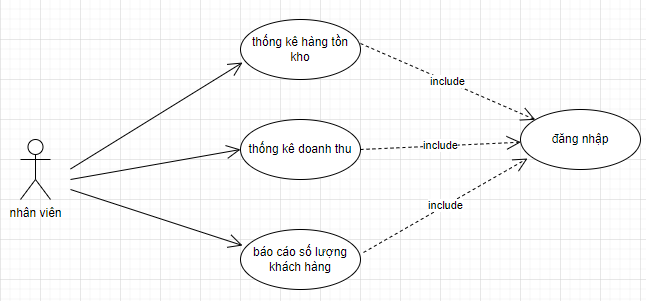 thống kê hàng tồn
kho
include
thống kê doanh thu
include
đăng nhập
nhân viên
include
báo cáo số lượng
khách hàng